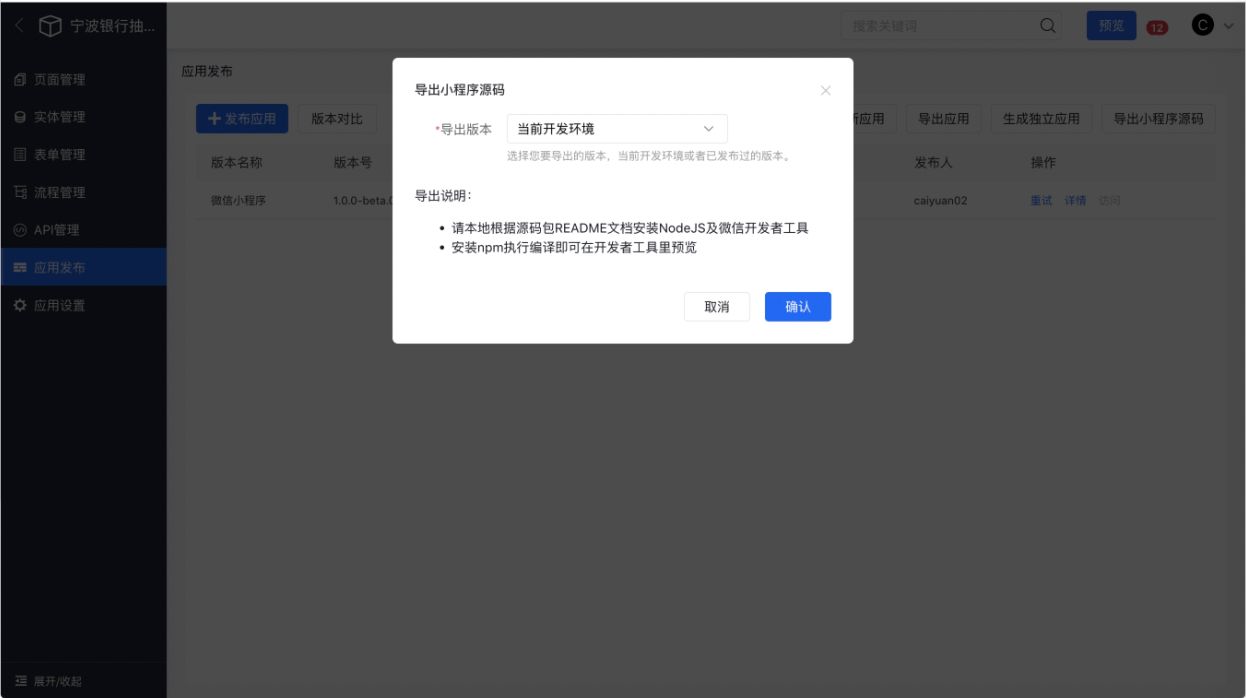 宁波银行抽...
搜素关键词
预览
12
C
页面管理
实体管理
表单管理
流程管理
API管理
应用发布
应用设置
展开/收起
应用发布
发布应用
版本对比
新应用
导出应用
生成独立应用
导出小程序源码
版本名称
版本号
发布人
操作
微信小程序
1.0.0-beta.0
caiyuan02
重试
详情
访问
导出小程序源码
*导出版本
当前开发环境
选择您要导出的版本，当前开发环境或者已发布过的版本。
导出说明：
• 请本地根据源码包README文档安装NodeJS及微信开发者工具
• 安装npm执行编译即可在开发者工具里预览
取消
确认